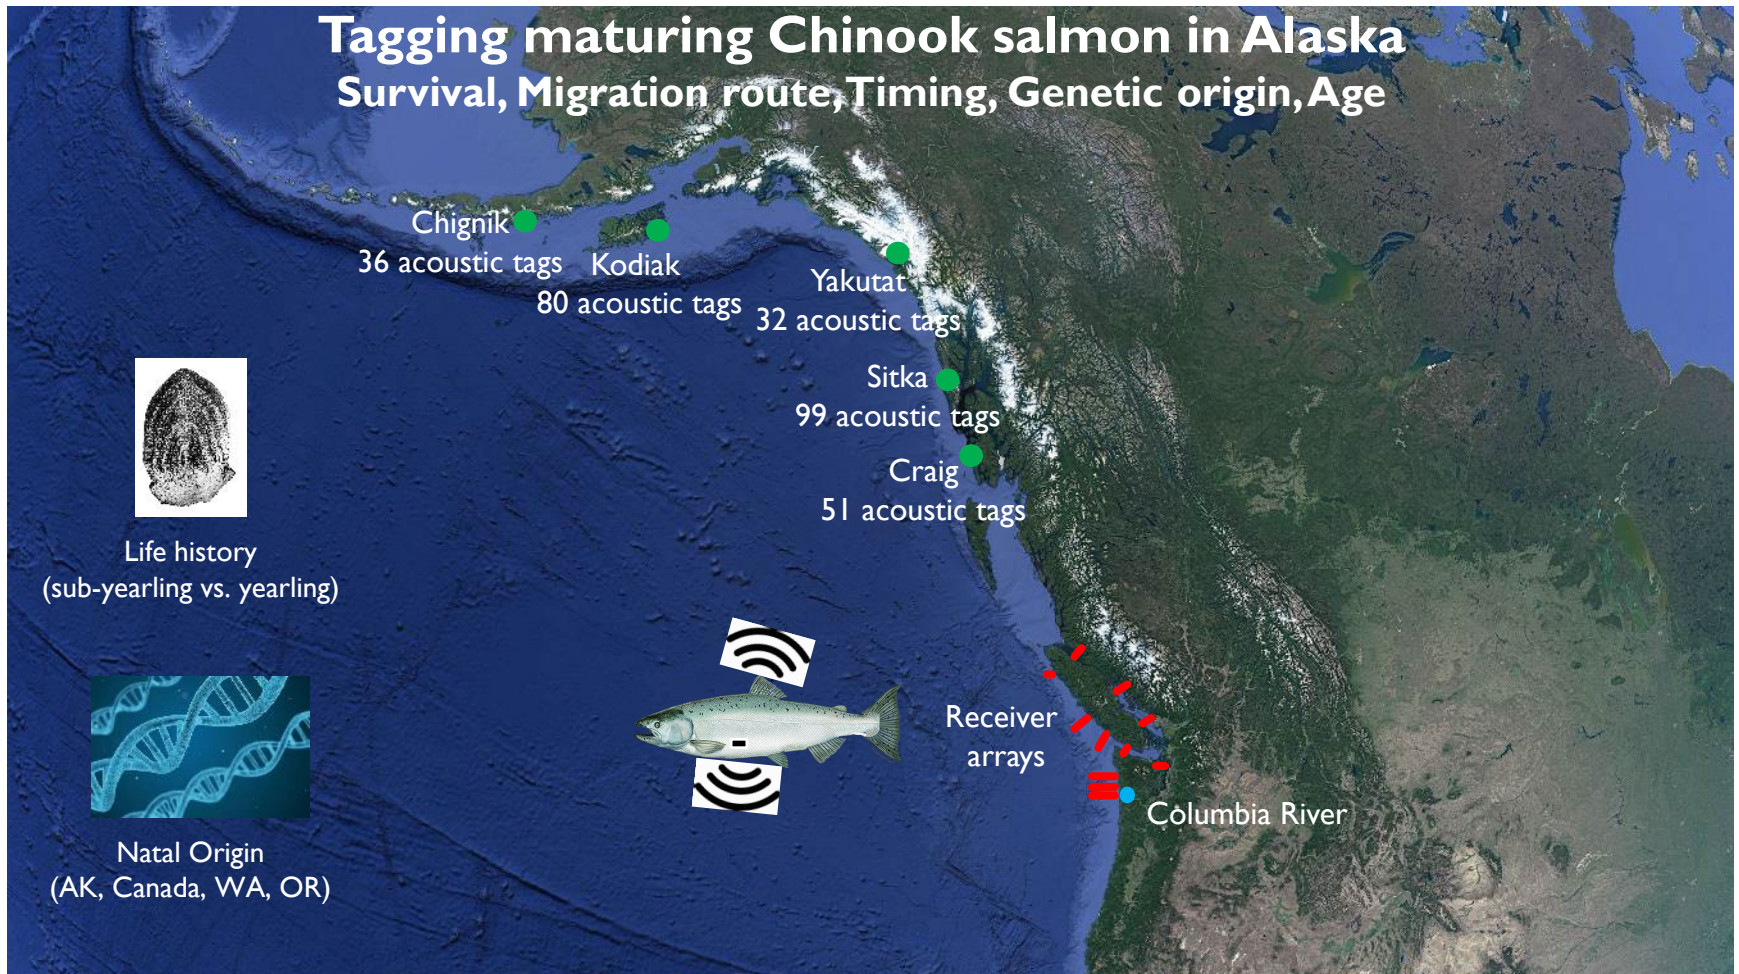 Tagging maturing Chinook salmon in Alaska
Survival, Migration route, Timing, Genetic origin, Age
Chignik
36 acoustic tags
Kodiak
80 acoustic tags
Yakutat
32 acoustic tags
Sitka
99 acoustic tags
Craig
51 acoustic tags
Life history
(sub-yearling vs. yearling)
Receiver
arrays
Columbia River
Natal Origin
(AK, Canada, WA, OR)